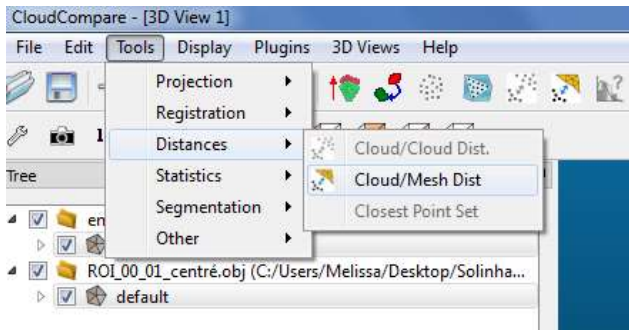 CloudCompare - [3D View 1]
File Edit Tools Display Plugins 3D Views Help
Projection
Registration
Distances
Cloud/Cloud Dist.
Tree
Statistics
Cloud/Mesh Dist
en
Segmentation
Closest Point Set
Other
ROI_00_01_centré.obj (C:/Users/Melissa/Desktop/Solinha...
default